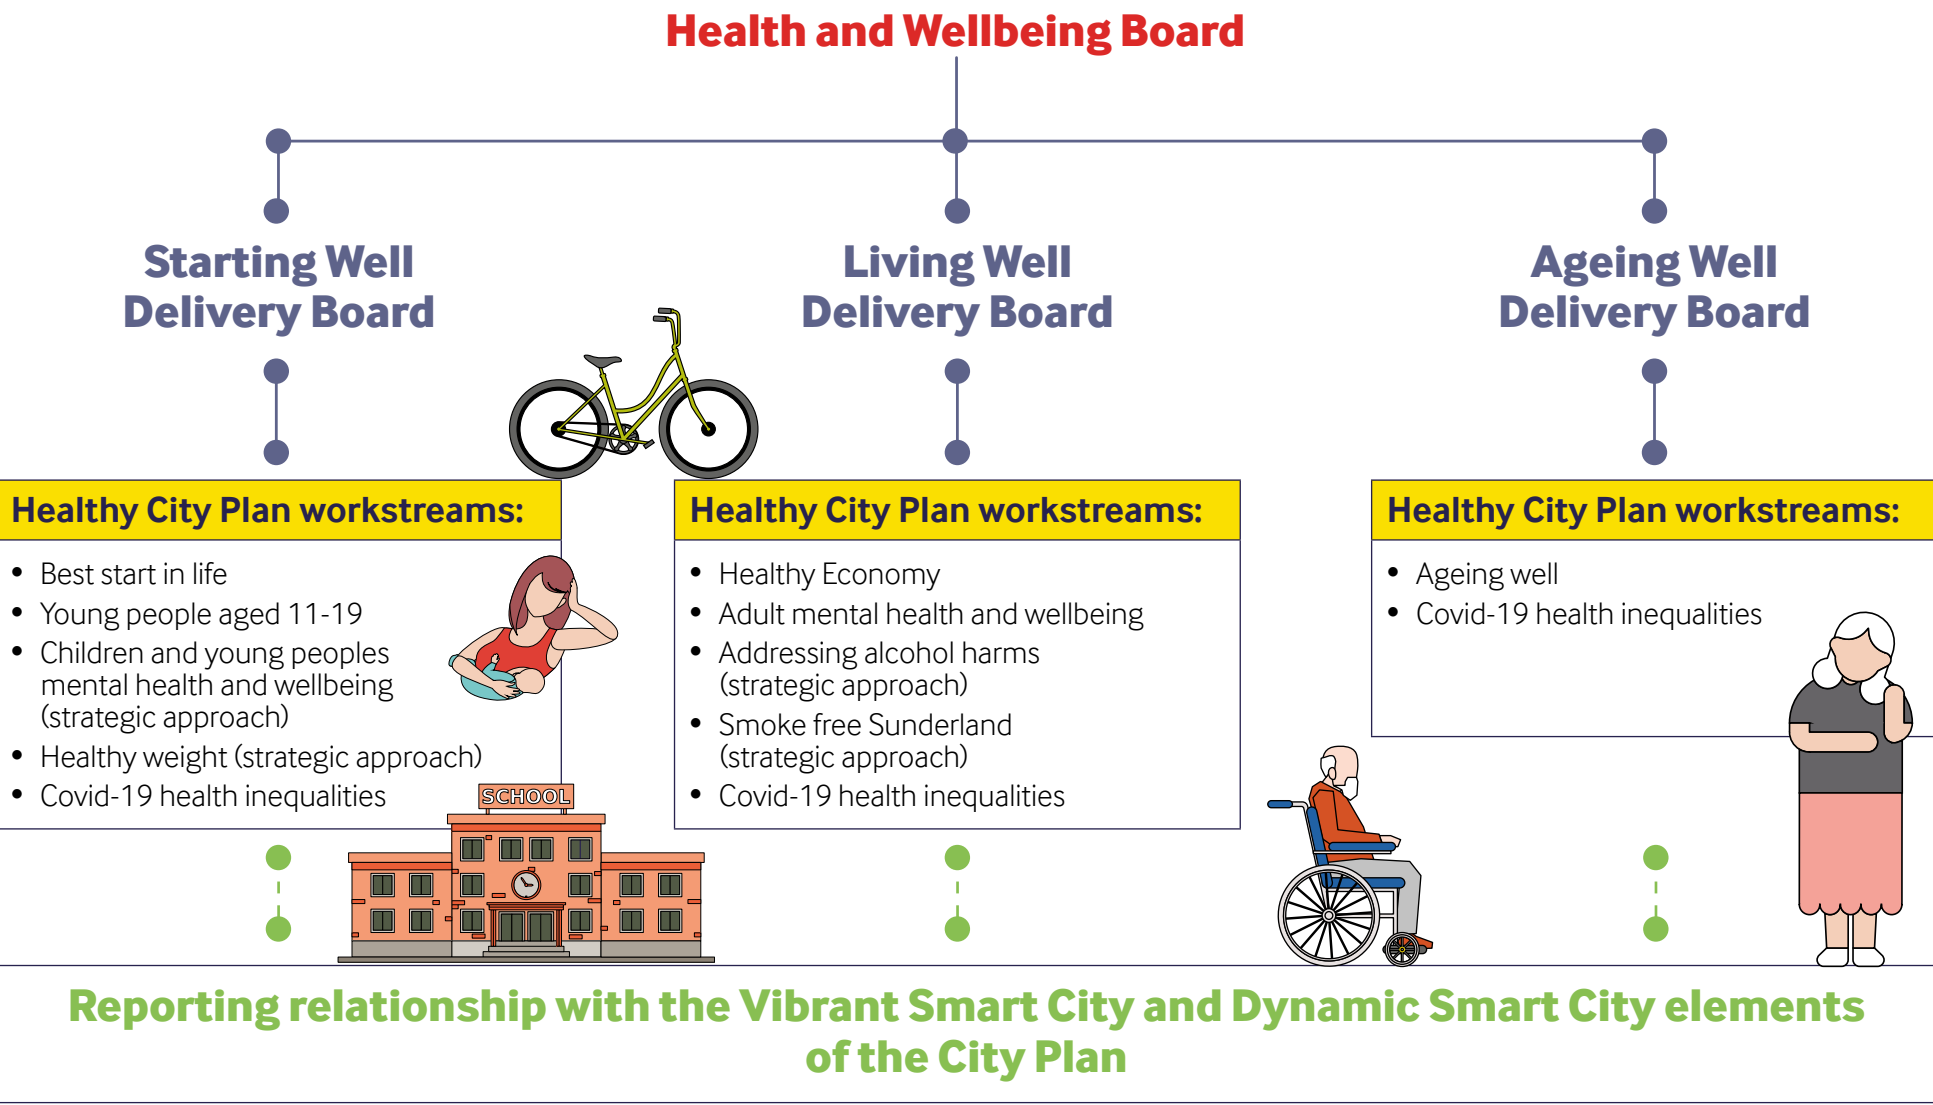 Health and Wellbeing Board
Starting Well
Delivery Board
Living Well
Delivery Board
Ageing Well
Delivery Board
Healthy City Plan workstreams:
• Best start in life
• Young people aged 11-19
• Children and young peoples
mental health and wellbeing
(strategic approach)
• Healthy weight (strategic approach)
• Covid-19 health inequalities
SCHOOL
Healthy City Plan workstreams:
• Healthy Economy
• Adult mental health and wellbeing
• Addressing alcohol harms
(strategic approach)
• Smoke free Sunderland
(strategic approach)
• Covid-19 health inequalities
Healthy City Plan workstreams:
• Ageing well
• Covid-19 health inequalities
Reporting relationship with the Vibrant Smart City and Dynamic Smart City elements
of the City Plan